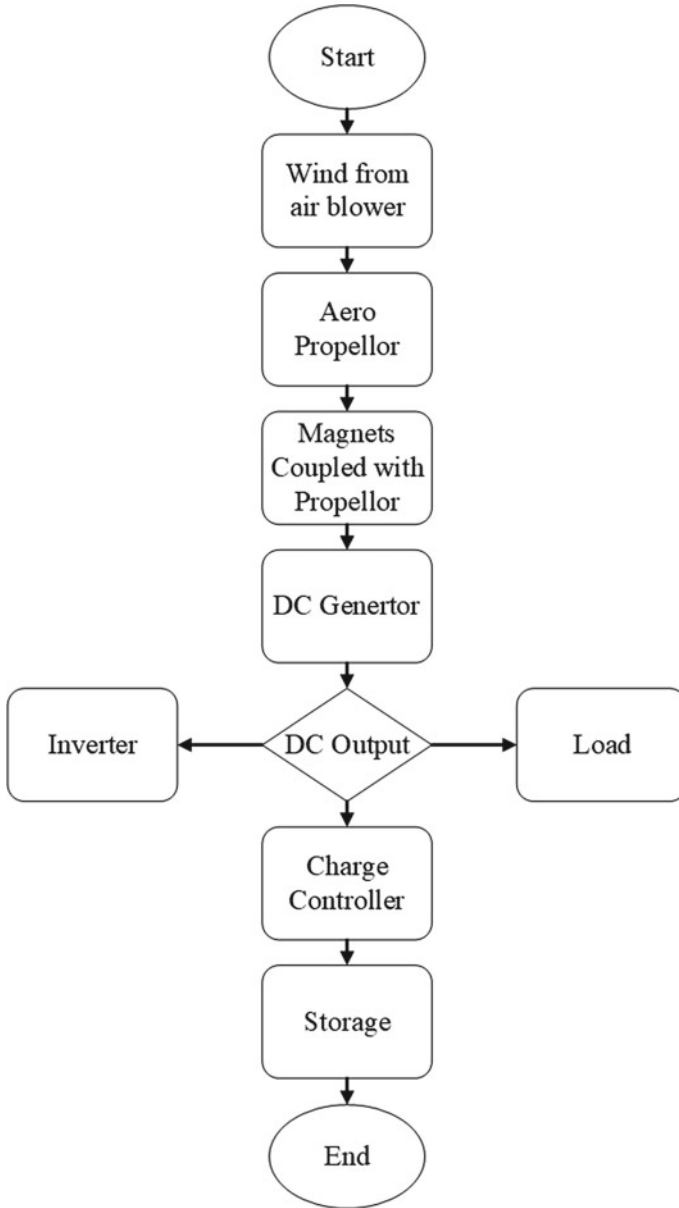 Start
Wind from
air blower
Aero
Propellor
Magnets
Coupled with
Propellor
DC Genertor
Inverter
DC Output
Load
Charge
Controller
Storage
End